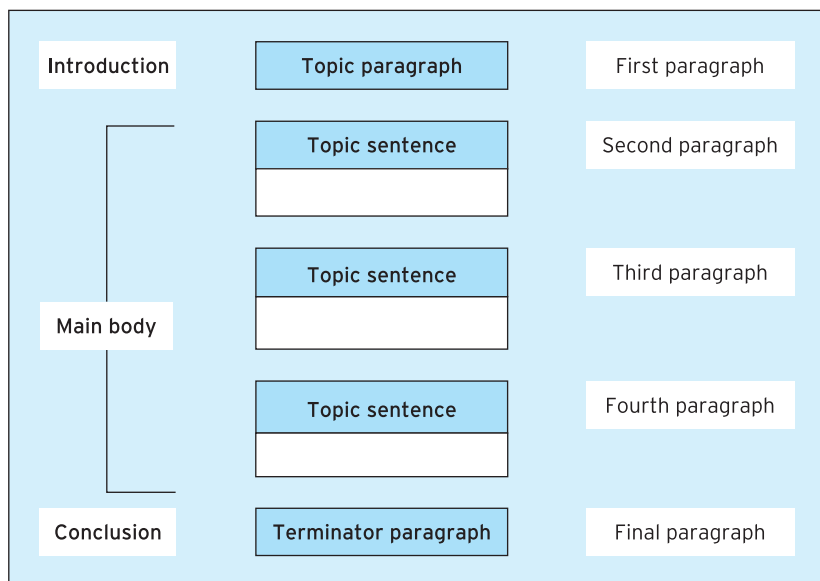 Introduction
Topic paragraph
First paragraph
Topic sentence
Second paragraph
Topic sentence
Third paragraph
Main body
Topic sentence
Fourth paragraph
Conclusion
Terminator paragraph
Final paragraph